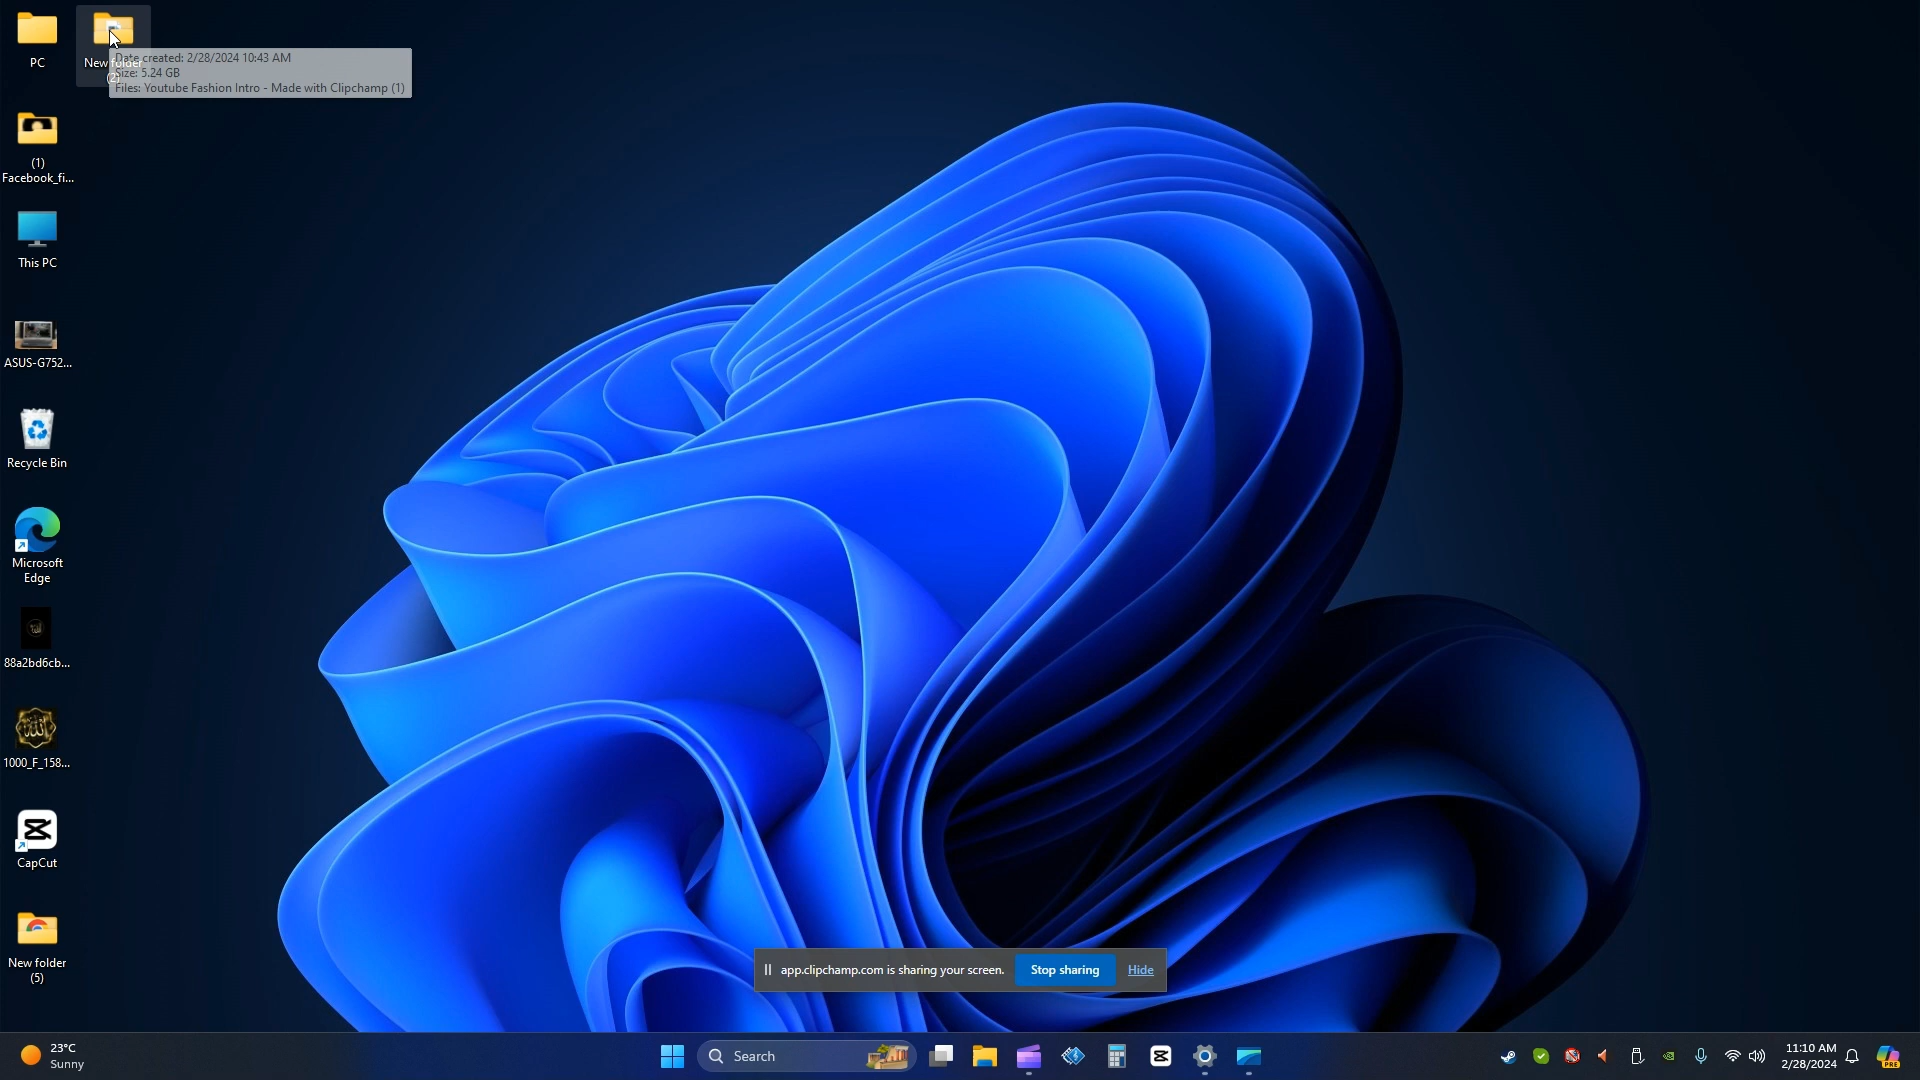 PC
New folder
(2)
Date created: 2/28/2024 10:43 AM
Size: 5.24 GB
Files: Youtube Fashion Intro - Made with Clipchamp (1)
(1)
Facebook_fi...
This PC
ASUS-G752...
Recycle Bin
Microsoft
Edge
88a2bd6cb...
1000_F_158...
CapCut
New folder
(5)
app.clipchamp.com is sharing your screen.
Stop sharing
Hide
23°C
Sunny
Search
11:10 AM
2/28/2024
PRE